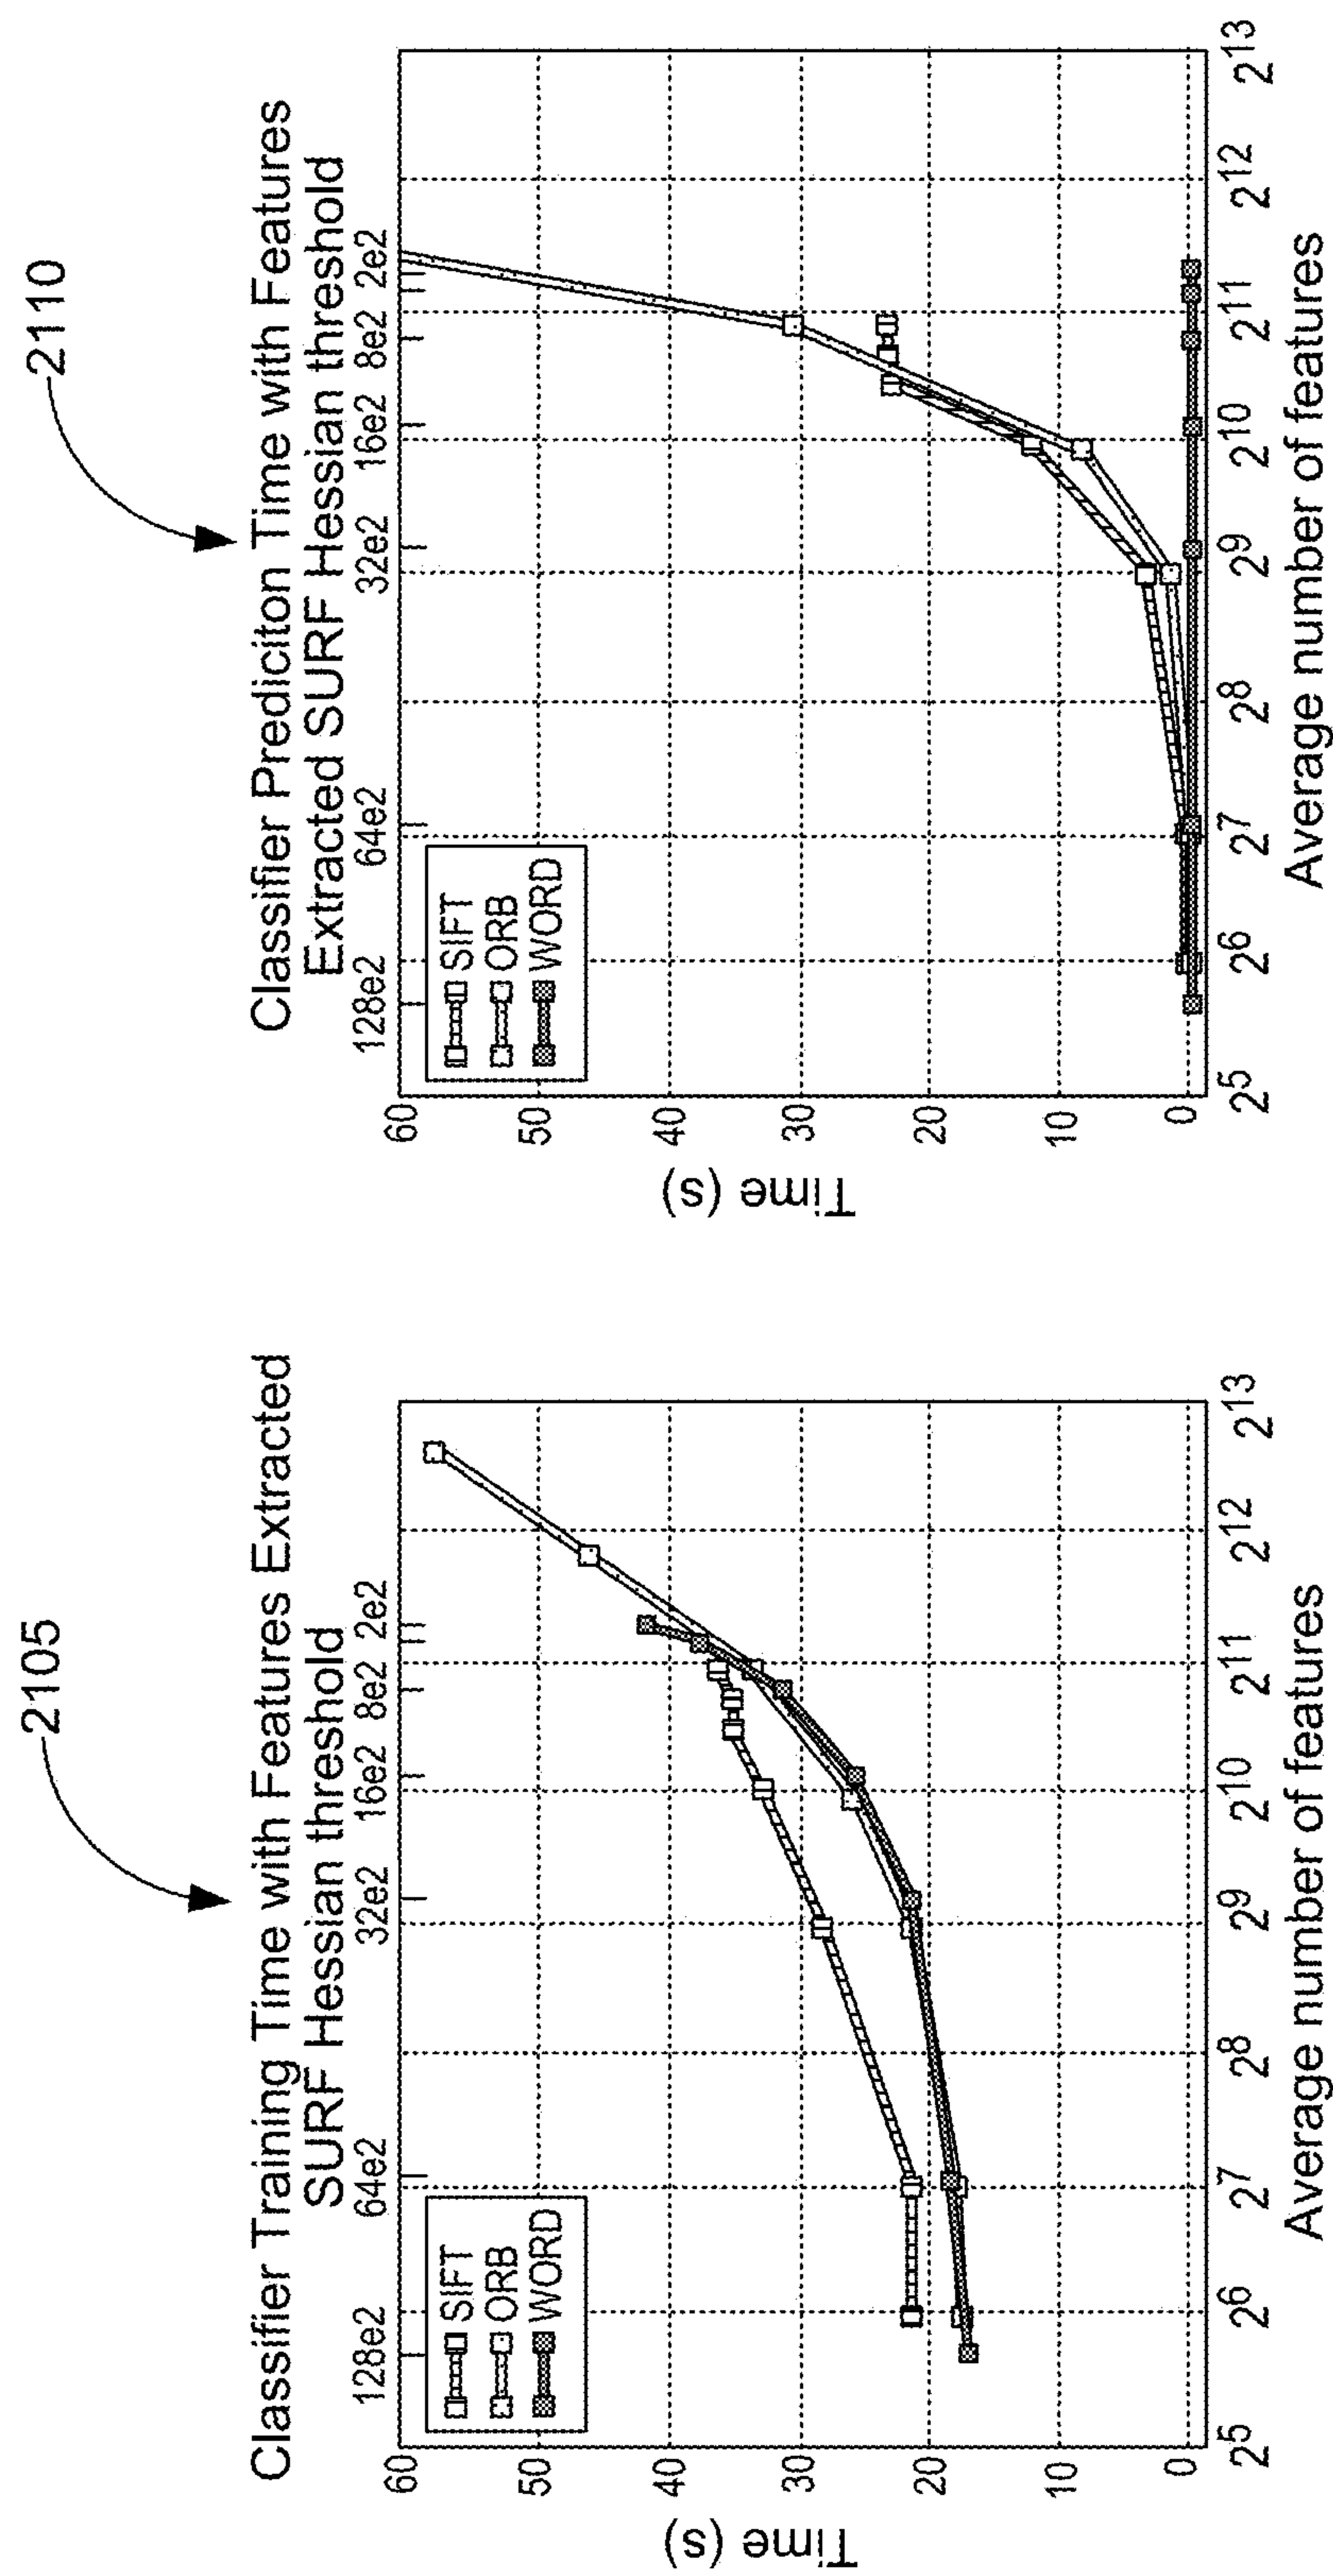 2105
Classifier Training Time with Features Extracted
SURF Hessian threshold
128e2 64e2 32e2 16e2 8e2 2e2
60
50
40
30
20
10
0
Time (s)
SIFT
ORB
WORD
2⁵ 2⁶ 2⁷ 2⁸ 2⁹ 2¹⁰ 2¹¹ 2¹² 2¹³
Average number of features
2110
Classifier Prediciton Time with Features
Extracted SURF Hessian threshold
128e2 64e2 32e2 16e2 8e2 2e2
60
50
40
30
20
10
0
Time (s)
SIFT
ORB
WORD
2⁵ 2⁶ 2⁷ 2⁸ 2⁹ 2¹⁰ 2¹¹ 2¹² 2¹³
Average number of features